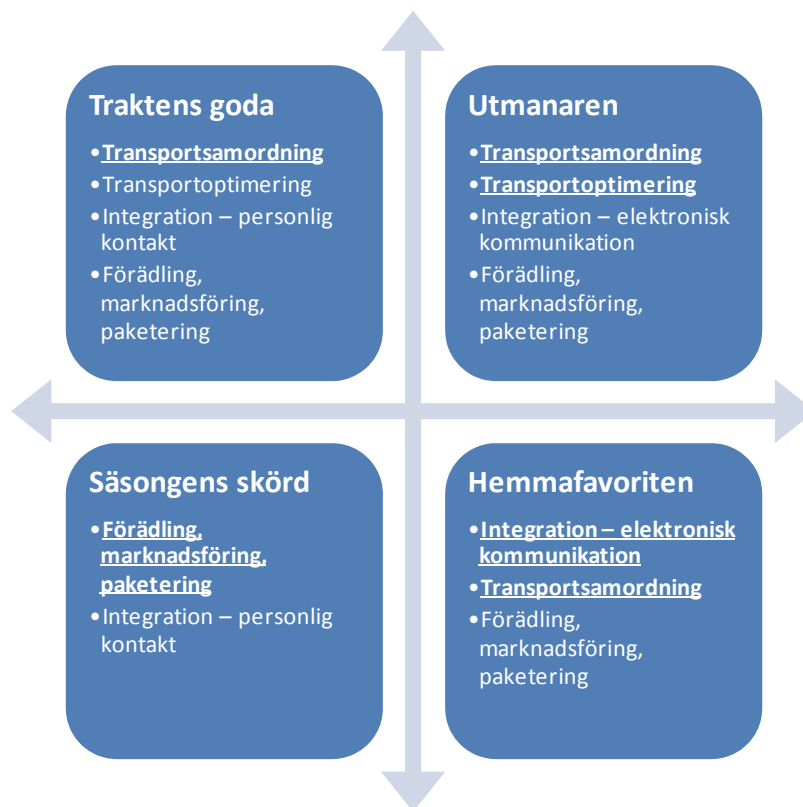 Traktens goda
•Transportsamordning
•Transportoptimering
•Integration – personlig
kontakt
•Förädling,
marknadsföring,
paketering
Utmanaren
•Transportsamordning
•Transportoptimering
•Integration – elektronisk
kommunikation
•Förädling,
marknadsföring,
paketering
Säsongens skörd
•Förädling,
marknadsföring,
paketering
•Integration – personlig
kontakt
Hemmafavoriten
•Integration – elektronisk
kommunikation
•Transportsamordning
•Förädling,
marknadsföring,
paketering